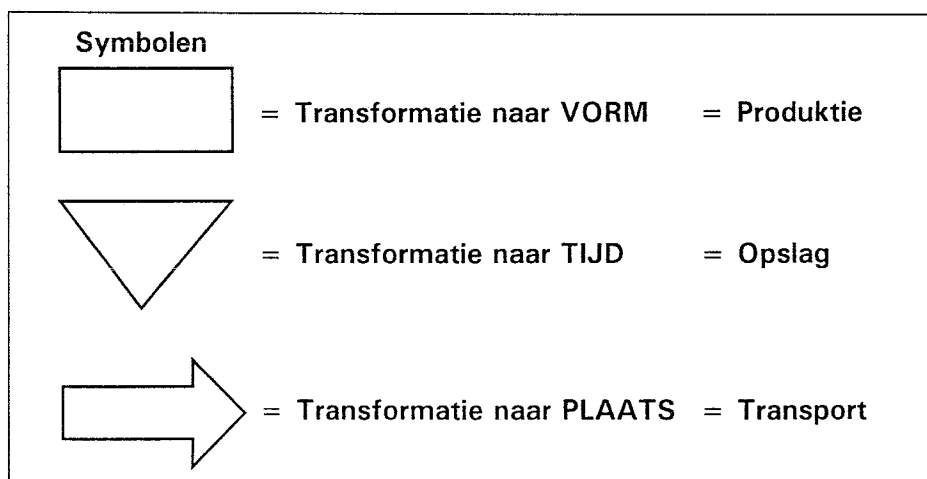 Symbolen
= Transformatie naar VORM = Produktie
= Transformatie naar TIJD = Opslag
= Transformatie naar PLAATS = Transport